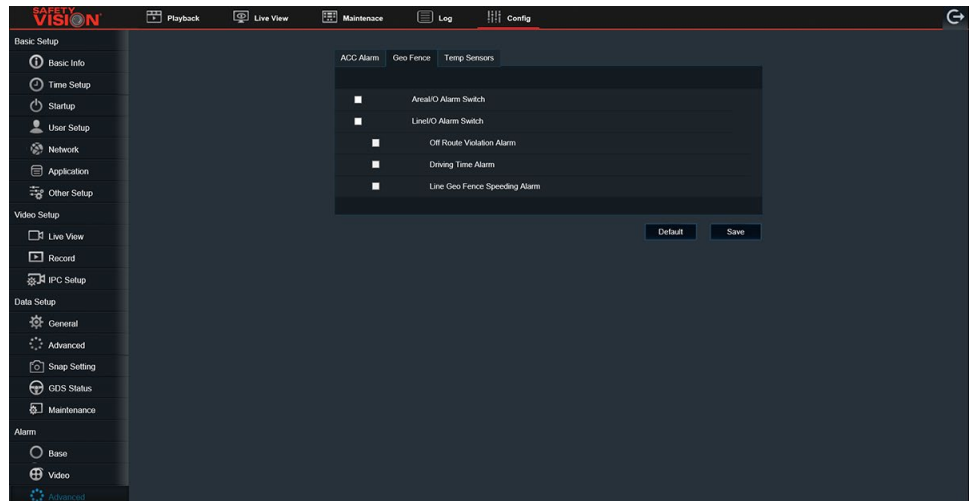 SAFETY
VISION
Playback
Live View
Maintenace
Log
Config
Basic Setup
Basic Info
Time Setup
Startup
User Setup
Network
Application
Other Setup
Video Setup
Live View
Record
IPC Setup
Data Setup
General
Advanced
Snap Setting
GDS Status
Maintenance
Alarm
Base
Video
Advanced
ACC Alarm Geo Fence Temp Sensors
AreaI/O Alarm Switch
LineI/O Alarm Switch
Off Route Violation Alarm
Driving Time Alarm
Line Geo Fence Speeding Alarm
Default Save